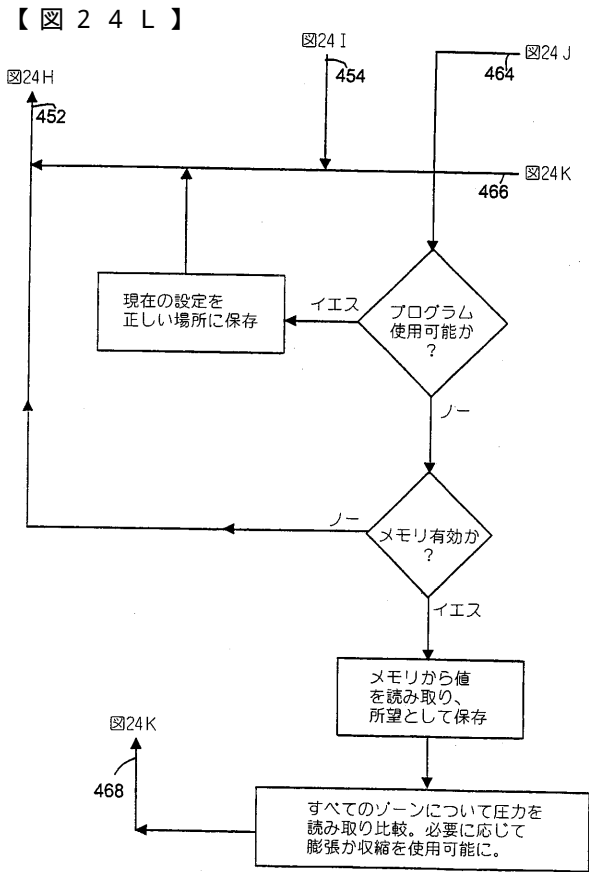 【図２４Ｌ】
図24I
454
図24J
464
図24H
452
図24K
466
現在の設定を
正しい場所に保存
イエス
プログラム
使用可能か
?
ノー
ノー
メモリ有効か
?
イエス
メモリから値
を読み取り、
所望として保存
図24K
468
すべてのゾーンについて圧力を
読み取り比較。必要に応じて
膨張か収縮を使用可能に。